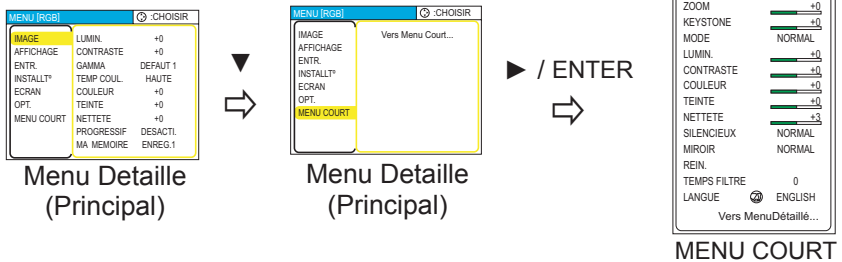 MENU [RGB] :CHOISIR
IMAGE LUMIN. +0
AFFICHAGE CONTRASTE +0
ENTR. GAMMA DEFAUT 1
INSTALLTº TEMP COUL. HAUTE
ECRAN COULEUR +0
OPT. TEINTE +0
MENU COURT NETTETE +0
PROGRESSIF DESACTI.
MA MEMOIRE ENREG.1
Menu Detaille
(Principal)
▼
MENU [RGB] :CHOISIR
IMAGE Vers Menu Court...
AFFICHAGE
ENTR.
INSTALLTº
ECRAN
OPT.
MENU COURT
Menu Detaille
(Principal)
► / ENTER
ZOOM +0
KEYSTONE +0
MODE NORMAL
LUMIN. +0
CONTRASTE +0
COULEUR +0
TEINTE +0
NETTETE +3
SILENCIEUX NORMAL
MIROIR NORMAL
REIN.
TEMPS FILTRE 0
LANGUE ENGLISH
Vers MenuDétaillé...
MENU COURT